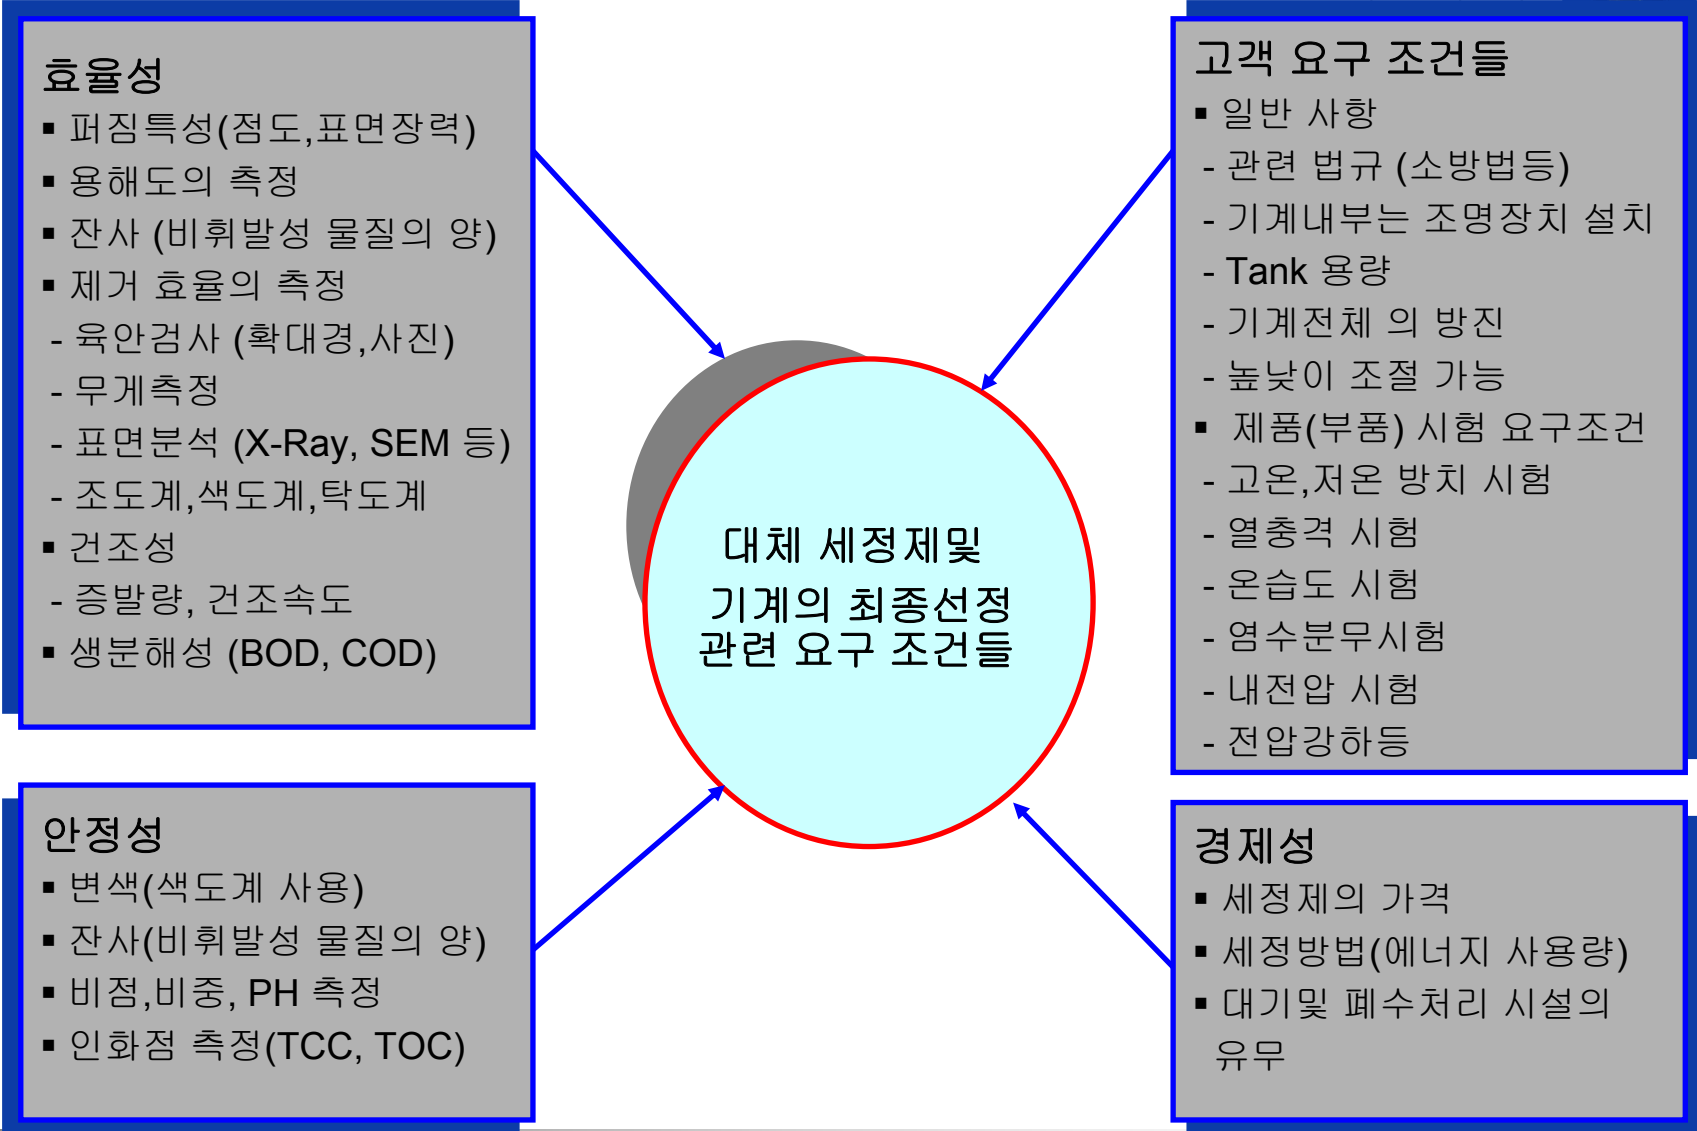 효율성
▪ 퍼짐특성(점도,표면장력)
▪ 용해도의 측정
▪ 잔사 (비휘발성 물질의 양)
▪ 제거 효율의 측정
- 육안검사 (확대경,사진)
- 무게측정
- 표면분석 (X-Ray, SEM 등)
- 조도계,색도계,탁도계
▪ 건조성
- 증발량, 건조속도
▪ 생분해성 (BOD, COD)
고객 요구 조건들
▪ 일반 사항
- 관련 법규 (소방법등)
- 기계내부는 조명장치 설치
- Tank 용량
- 기계전체 의 방진
- 높낮이 조절 가능
▪ 제품(부품) 시험 요구조건
- 고온,저온 방치 시험
- 열충격 시험
- 온습도 시험
- 염수분무시험
- 내전압 시험
- 전압강하등
대체 세정제및
기계의 최종선정
관련 요구 조건들
안정성
▪ 변색(색도계 사용)
▪ 잔사(비휘발성 물질의 양)
▪ 비점,비중, PH 측정
▪ 인화점 측정(TCC, TOC)
경제성
▪ 세정제의 가격
▪ 세정방법(에너지 사용량)
▪ 대기및 폐수처리 시설의
유무